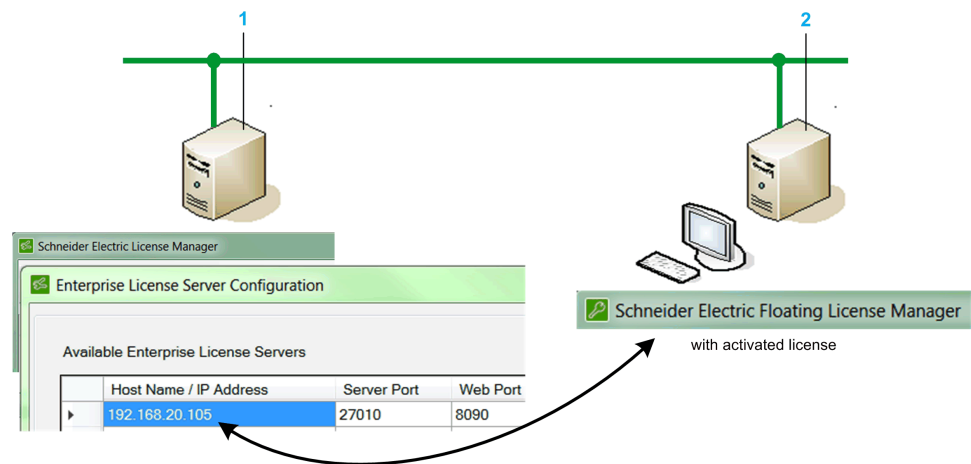 1
2
Schneider Electric License Manager
Enterprise License Server Configuration
Available Enterprise License Servers
Host Name / IP Address Server Port Web Port
192.168.20.105 27010 8090
Schneider Electric Floating License Manager
with activated license